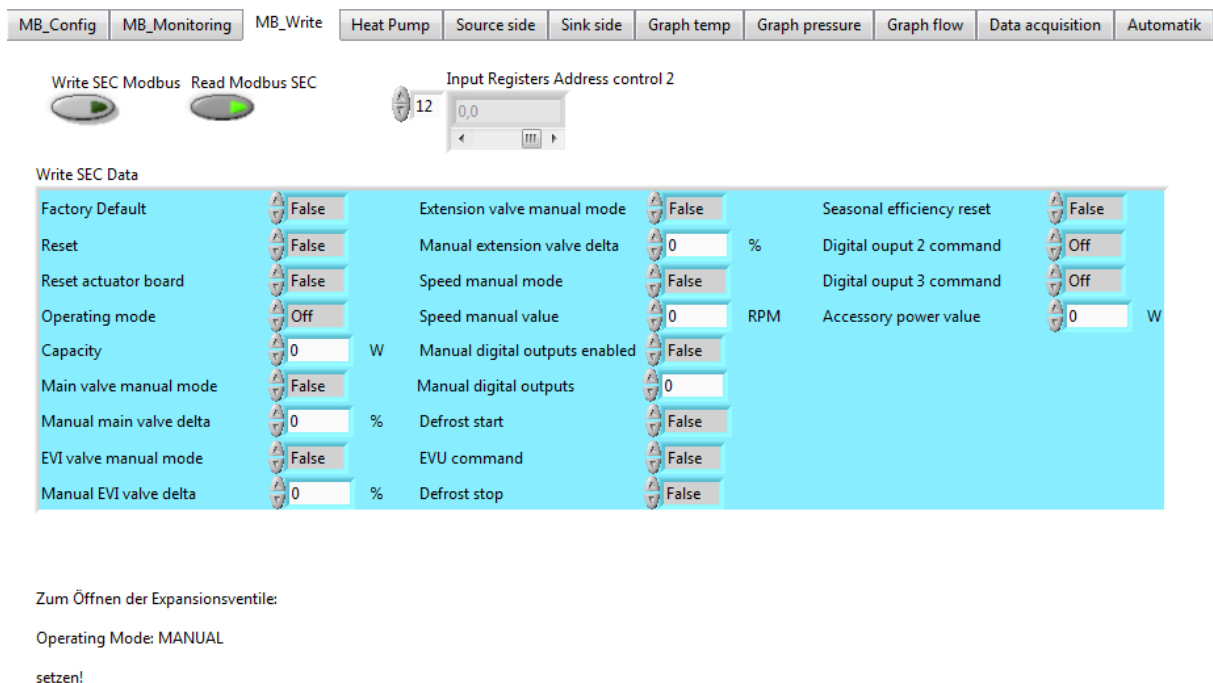 MB_Config MB_Monitoring MB_Write Heat Pump Source side Sink side Graph temp Graph pressure Graph flow Data acquisition Automatik
Write SEC Modbus Read Modbus SEC Input Registers Address control 2
12 0,0
Write SEC Data
Factory Default False Extension valve manual mode False Seasonal efficiency reset False
Reset False Manual extension valve delta 0 % Digital ouput 2 command Off
Reset actuator board False Speed manual mode False Digital ouput 3 command Off
Operating mode Off Speed manual value 0 RPM Accessory power value 0 W
Capacity 0 W Manual digital outputs enabled False
Main valve manual mode False Manual digital outputs 0
Manual main valve delta 0 % Defrost start False
EVI valve manual mode False EVU command False
Manual EVI valve delta 0 % Defrost stop False
Zum Öffnen der Expansionsventile:
Operating Mode: MANUAL
setzen!